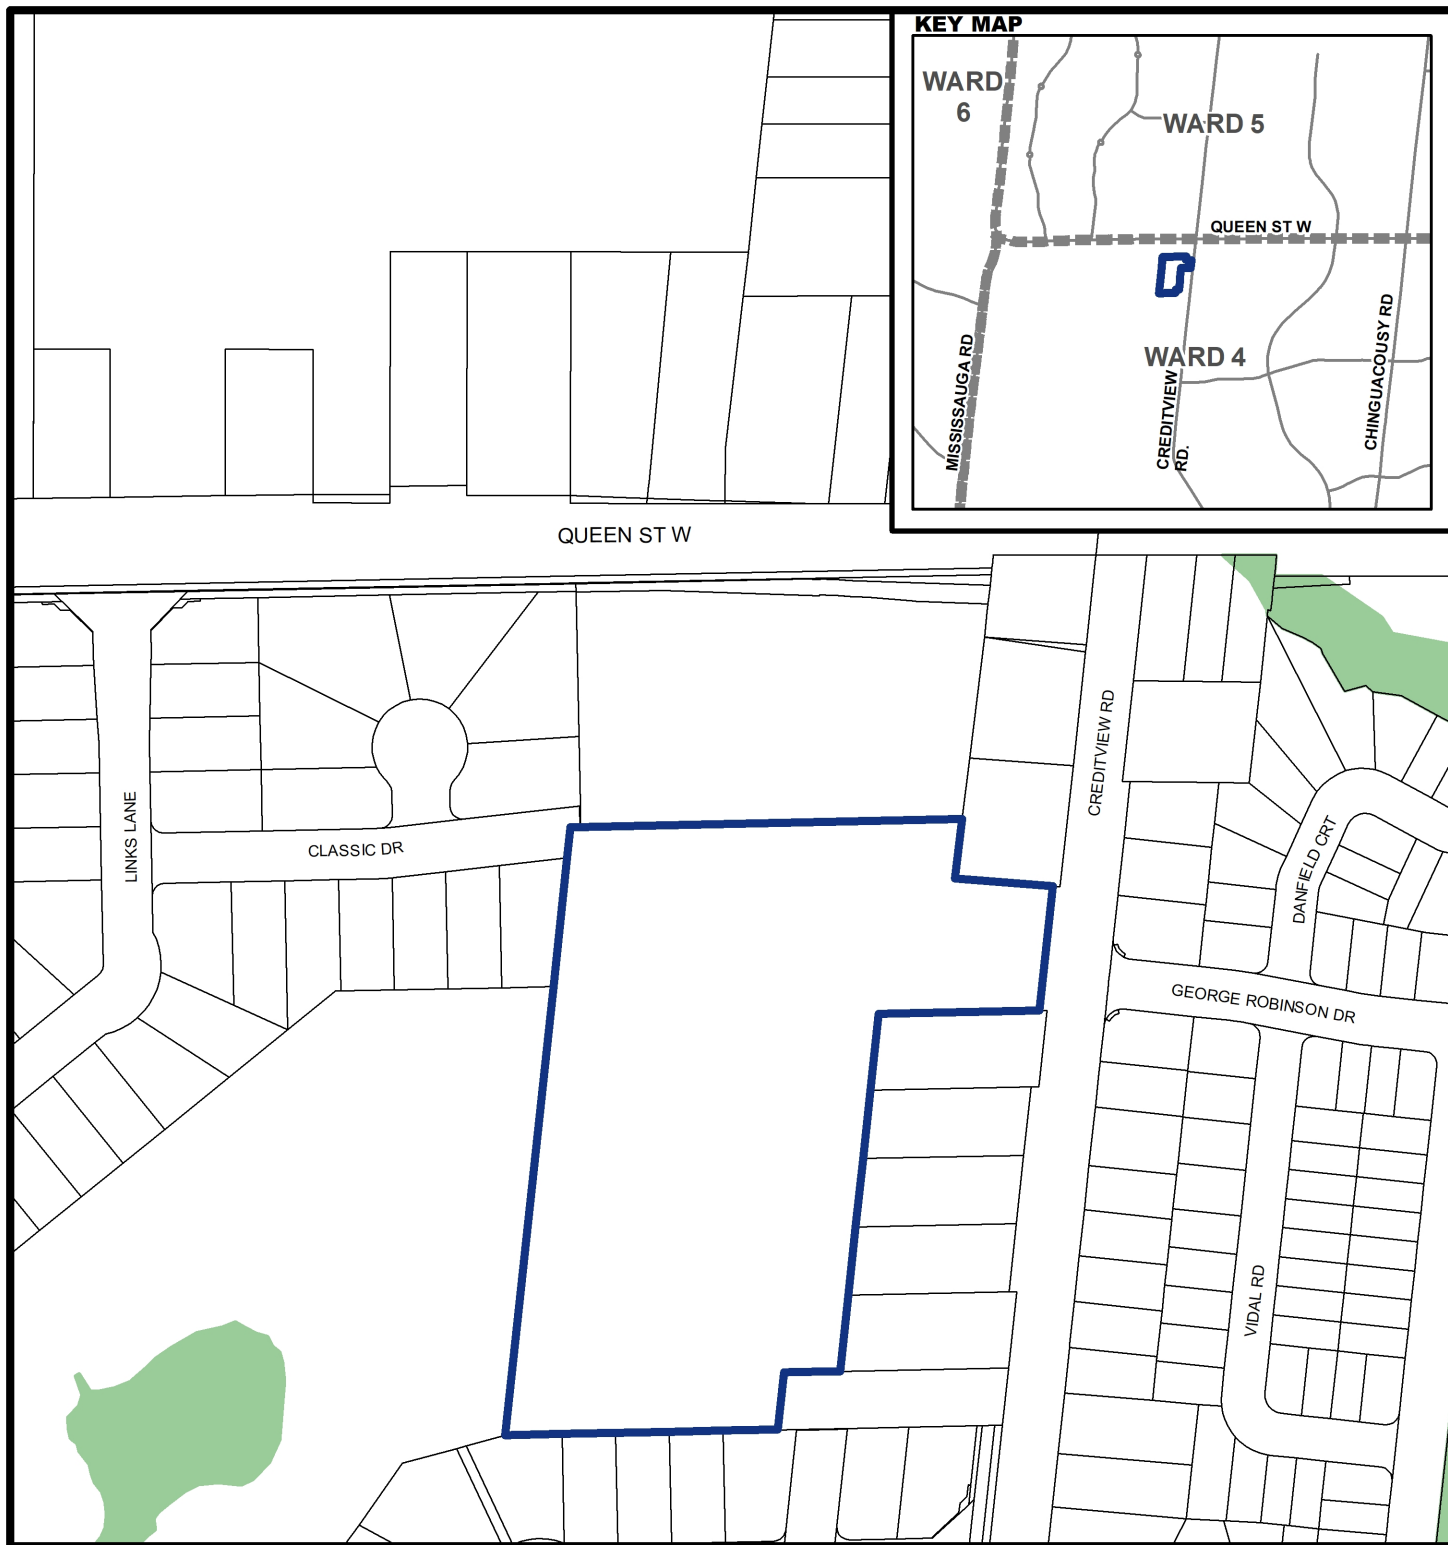 KEY MAP
WARD
6
WARD 5
QUEEN ST W
WARD 4
MISSISSAUGA RD
CREDITVIEW
RD.
CHINGUACOUSY RD
QUEEN ST W
CREDITVIEW RD
LINKS LANE
CLASSIC DR
DANFIELD CRT
GEORGE ROBINSON DR
VIDAL RD